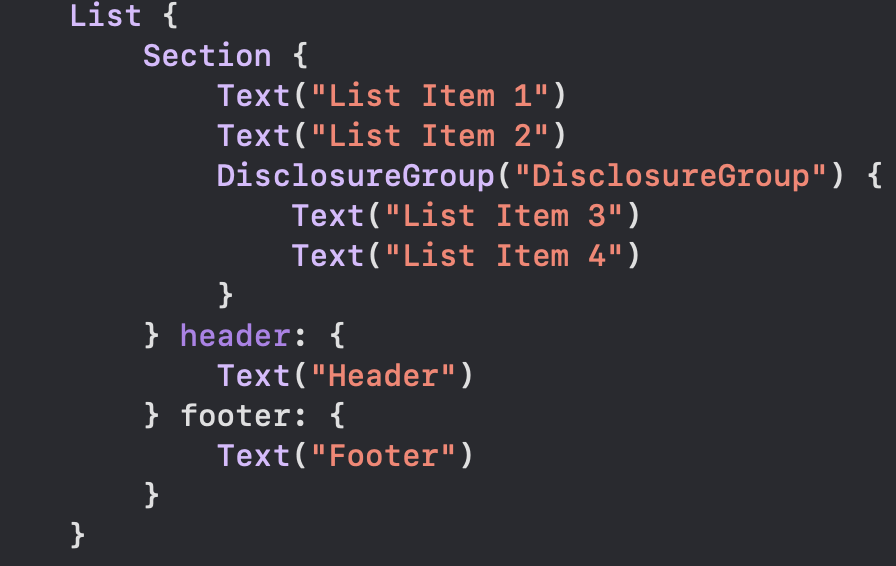 List {
    Section {
        Text("List Item 1")
        Text("List Item 2")
        DisclosureGroup("DisclosureGroup") {
            Text("List Item 3")
            Text("List Item 4")
        }
    } header: {
        Text("Header")
    } footer: {
        Text("Footer")
    }
}